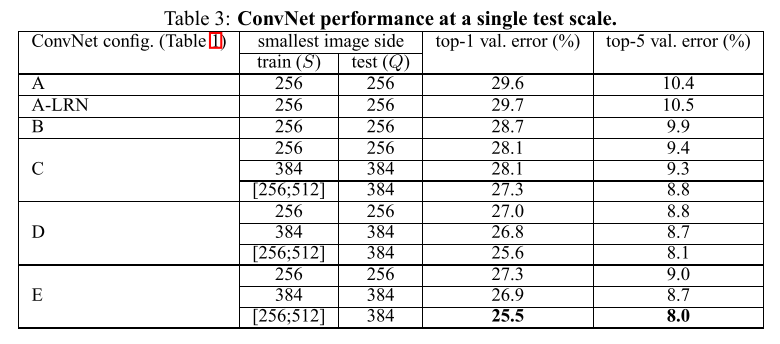 Table 3: ConvNet performance at a single test scale.
ConvNet config. (Table 1) smallest image side top-1 val. error (%) top-5 val. error (%)
train (S) test (Q)
A 256 256 29.6 10.4
A-LRN 256 256 29.7 10.5
B 256 256 28.7 9.9
C 256 256 28.1 9.4
384 384 28.1 9.3
[256;512] 384 27.3 8.8
D 256 256 27.0 8.8
384 384 26.8 8.7
[256;512] 384 25.6 8.1
E 256 256 27.3 9.0
384 384 26.9 8.7
[256;512] 384 25.5 8.0